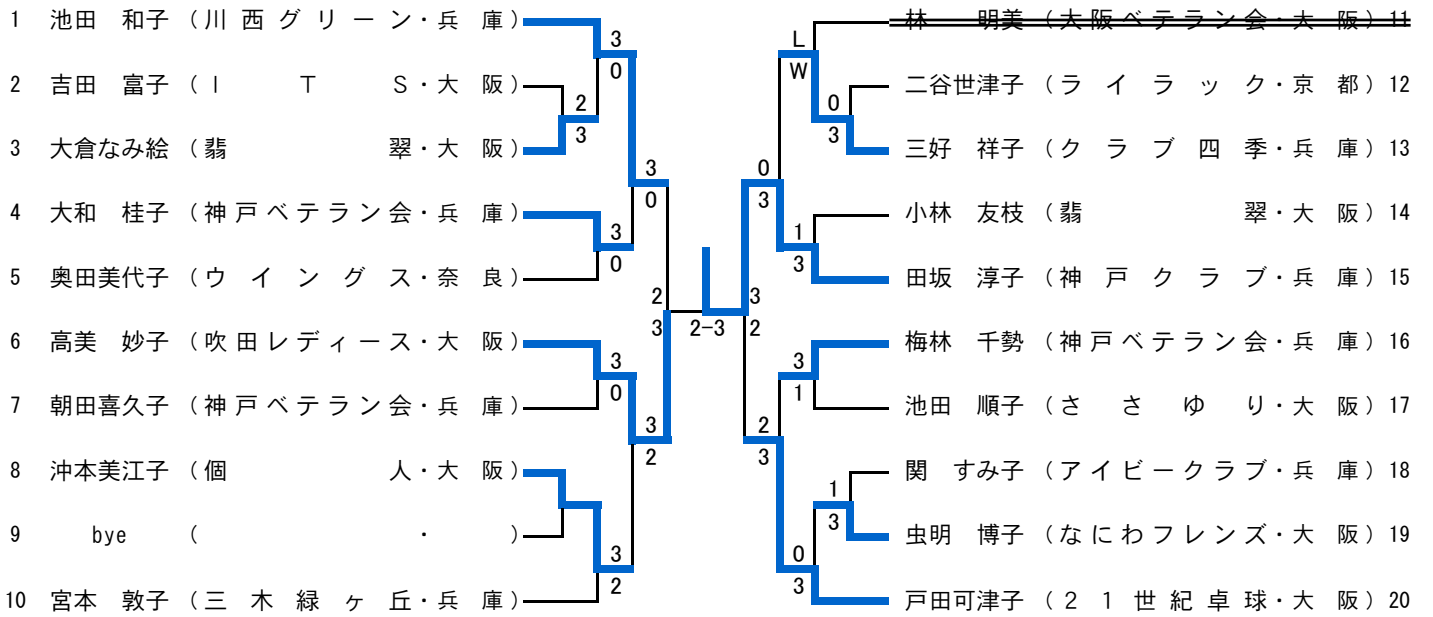 1 池田 和子 (川西グリーン・兵庫)
2 吉田 富子 (ＩＴＳ・大阪)
3 大倉なみ絵 (翡翠・大阪)
4 大和 桂子 (神戸ベテラン会・兵庫)
5 奥田美代子 (ウイングス・奈良)
6 高美 妙子 (吹田レディース・大阪)
7 朝田喜久子 (神戸ベテラン会・兵庫)
8 沖本美江子 (個人・大阪)
9 bye ( ・ )
10 宮本 敦子 (三木緑ヶ丘・兵庫)
3
0
2
3
3
0
3
0
2
3
3
0
3
2
3
2
2-3
L
W
0
3
0
3
1
3
3
2
3
1
2
3
1
3
0
3
林 明美 (大阪ベテラン会・大阪) 11
二谷世津子 (ライラック・京都) 12
三好 祥子 (クラブ四季・兵庫) 13
小林 友枝 (翡翠・大阪) 14
田坂 淳子 (神戸クラブ・兵庫) 15
梅林 千勢 (神戸ベテラン会・兵庫) 16
池田 順子 (ささゆり・大阪) 17
関 すみ子 (アイビークラブ・兵庫) 18
虫明 博子 (なにわフレンズ・大阪) 19
戸田可津子 (２１世紀卓球・大阪) 20